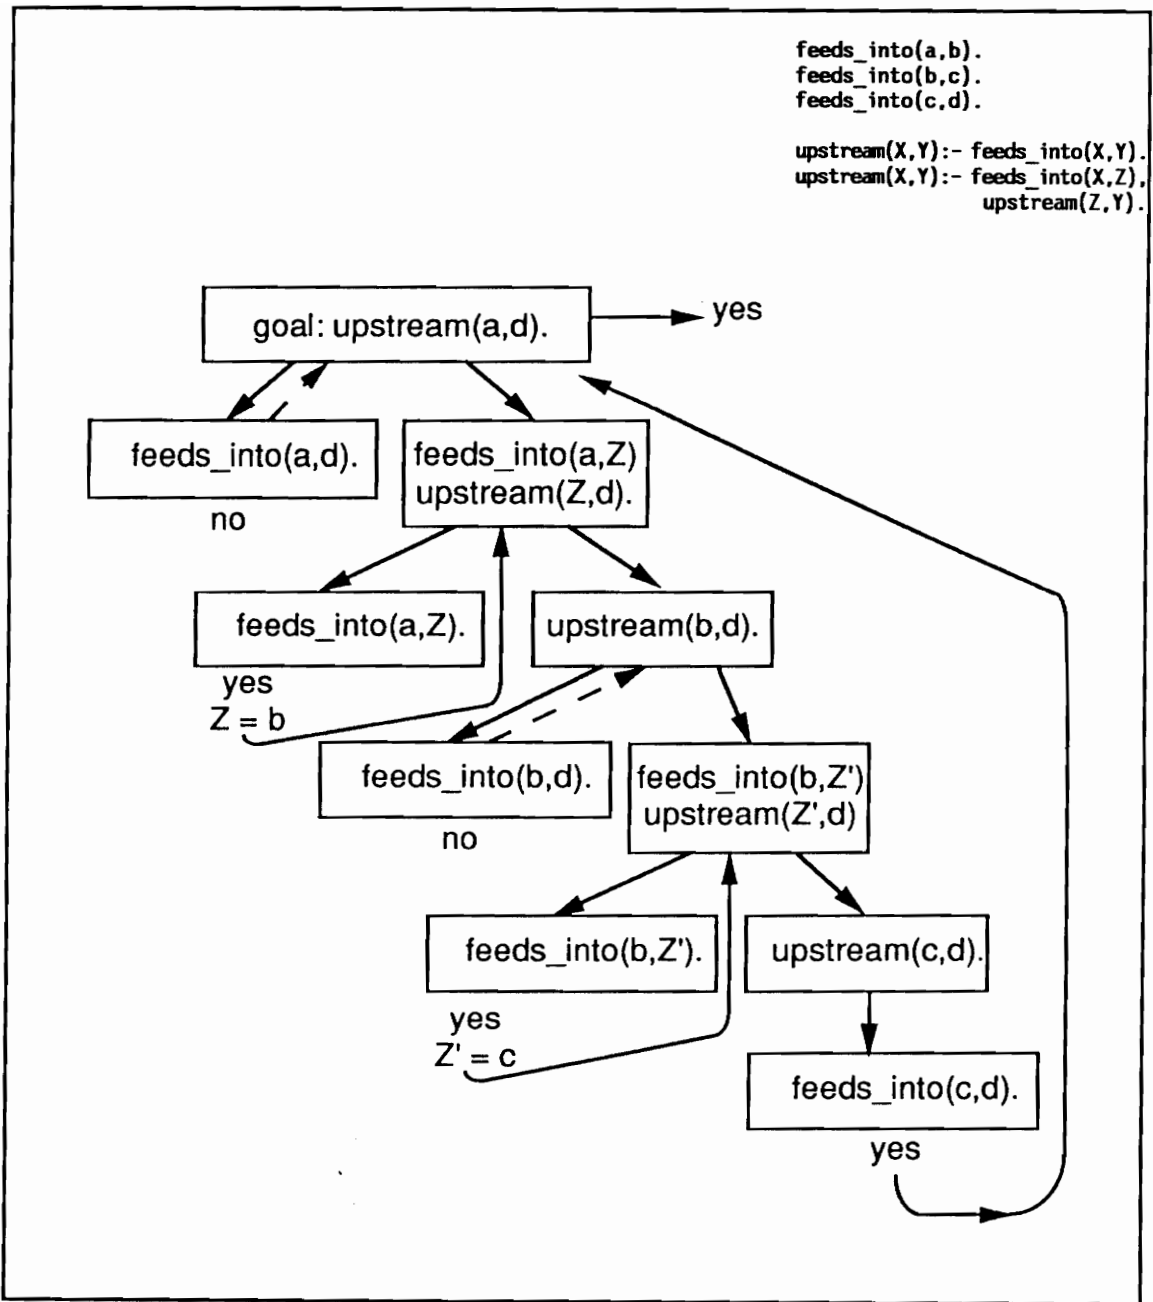 feeds_into(a,b).
feeds_into(b,c).
feeds_into(c,d).
upstream(X,Y):- feeds_into(X,Y).
upstream(X,Y):- feeds_into(X,Z),
upstream(Z,Y).
goal: upstream(a,d).
yes
feeds_into(a,d).
no
feeds_into(a,Z)
upstream(Z,d).
feeds_into(a,Z).
yes
Z = b
upstream(b,d).
feeds_into(b,d).
no
feeds_into(b,Z')
upstream(Z',d)
feeds_into(b,Z').
yes
Z' = c
upstream(c,d).
feeds_into(c,d).
yes